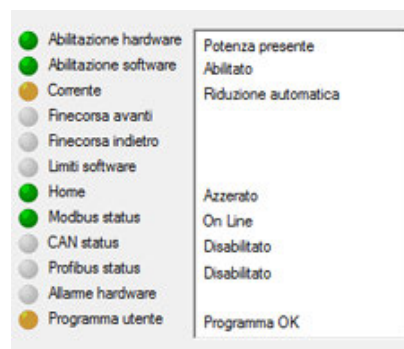 Abilitazione hardware Potenza presente
Abilitazione software Abilitato
Corrente Riduzione automatica
Finecorsa avanti
Finecorsa indietro
Limiti software
Home Azzerato
Modbus status On Line
CAN status Disabilitato
Profibus status Disabilitato
Allarme hardware
Programma utente Programma OK